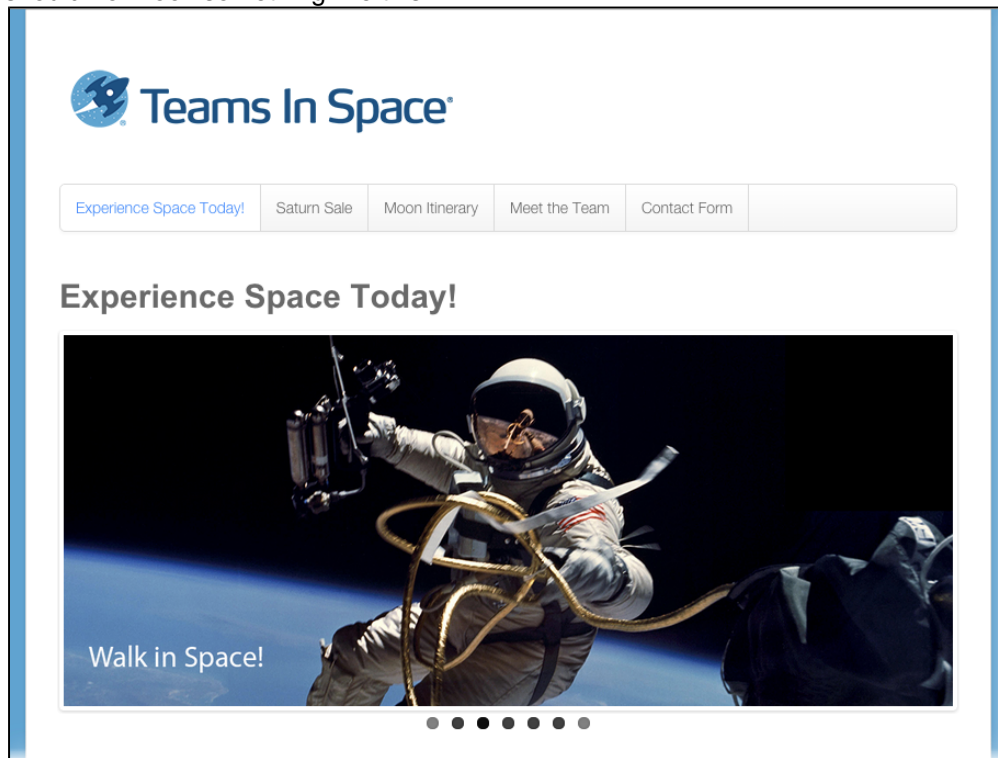 Teams In Space®
Experience Space Today! Saturn Sale Moon Itinerary Meet the Team Contact Form
Experience Space Today!
Walk in Space!